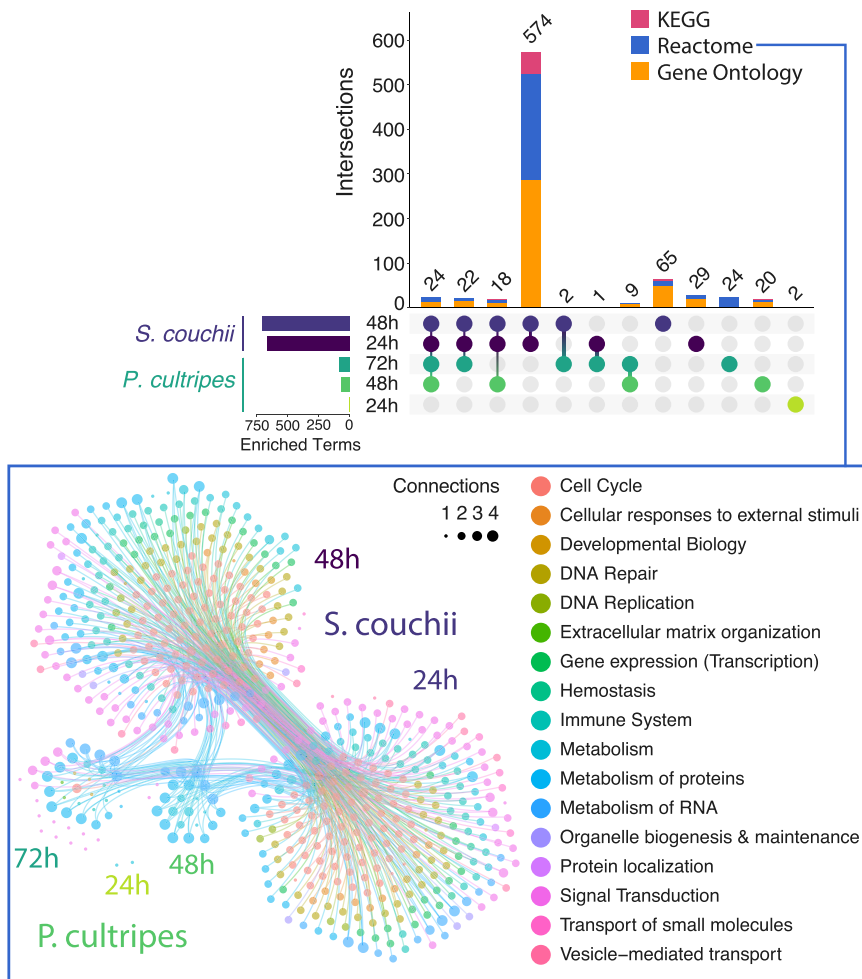 KEGG
Reactome
Gene Ontology
Intersections
600
500
400
300
200
100
0
574
24
22
18
2
1
9
65
29
24
20
2
S. couchii
P. cultripes
48h
24h
72h
48h
24h
750 500 250 0
Enriched Terms
Connections
1 2 3 4
48h
S. couchii
24h
72h
24h
48h
P. cultripes
Cell Cycle
Cellular responses to external stimuli
Developmental Biology
DNA Repair
DNA Replication
Extracellular matrix organization
Gene expression (Transcription)
Hemostasis
Immune System
Metabolism
Metabolism of proteins
Metabolism of RNA
Organelle biogenesis & maintenance
Protein localization
Signal Transduction
Transport of small molecules
Vesicle−mediated transport